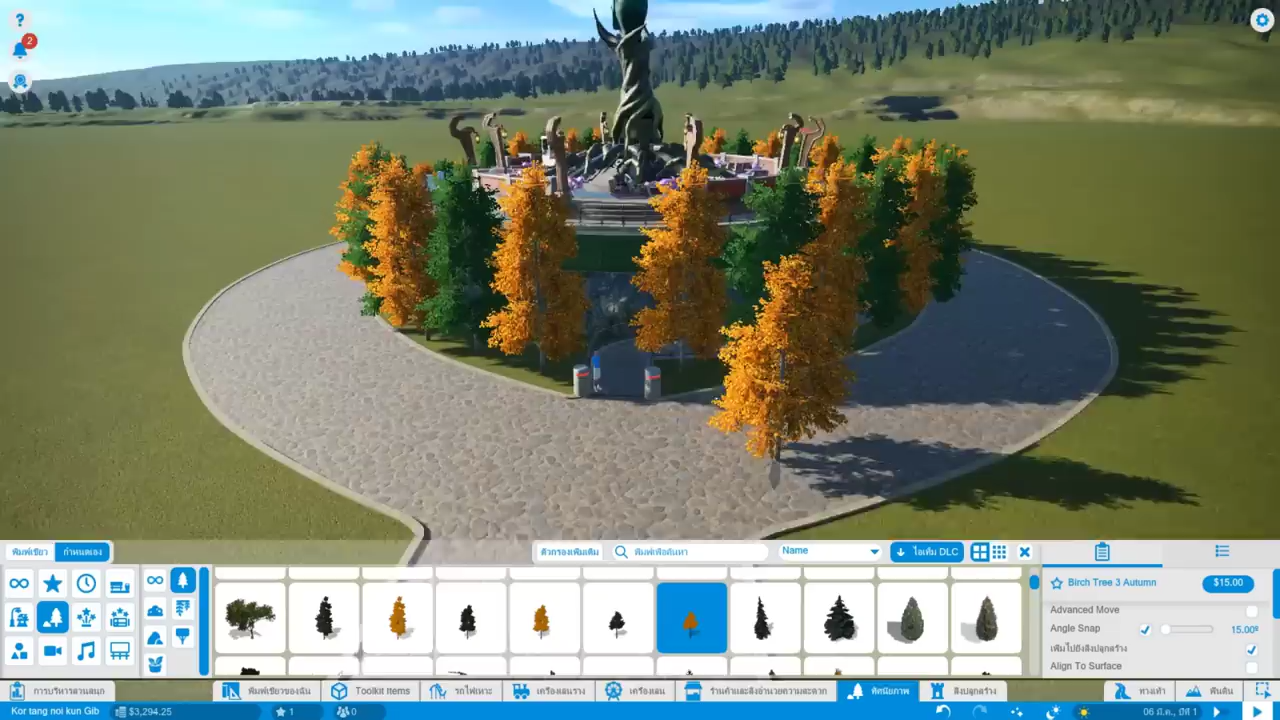 ?
2
พิมพ์เขียว กำหนดเอง ตัวกรองเพิ่มเติม พิมพ์เพื่อค้นหา Name ไอเท็ม DLC
Birch Tree 3 Autumn $15.00
Advanced Move
Angle Snap 15.00º
เพิ่มไปยังสิ่งปลูกสร้าง
Align To Surface
การบริหารสวนสนุก พิมพ์เขียวของฉัน Toolkit Items รถไฟเหาะ เครื่องเล่นราง เครื่องเล่น ร้านค้าและสิ่งอำนวยความสะดวก ทัศนียภาพ สิ่งปลูกสร้าง ทางเท้า พื้นดิน
Kor tang noi kun Gib $3,294.25 1 0 06 มี.ค., ปีที่ 1